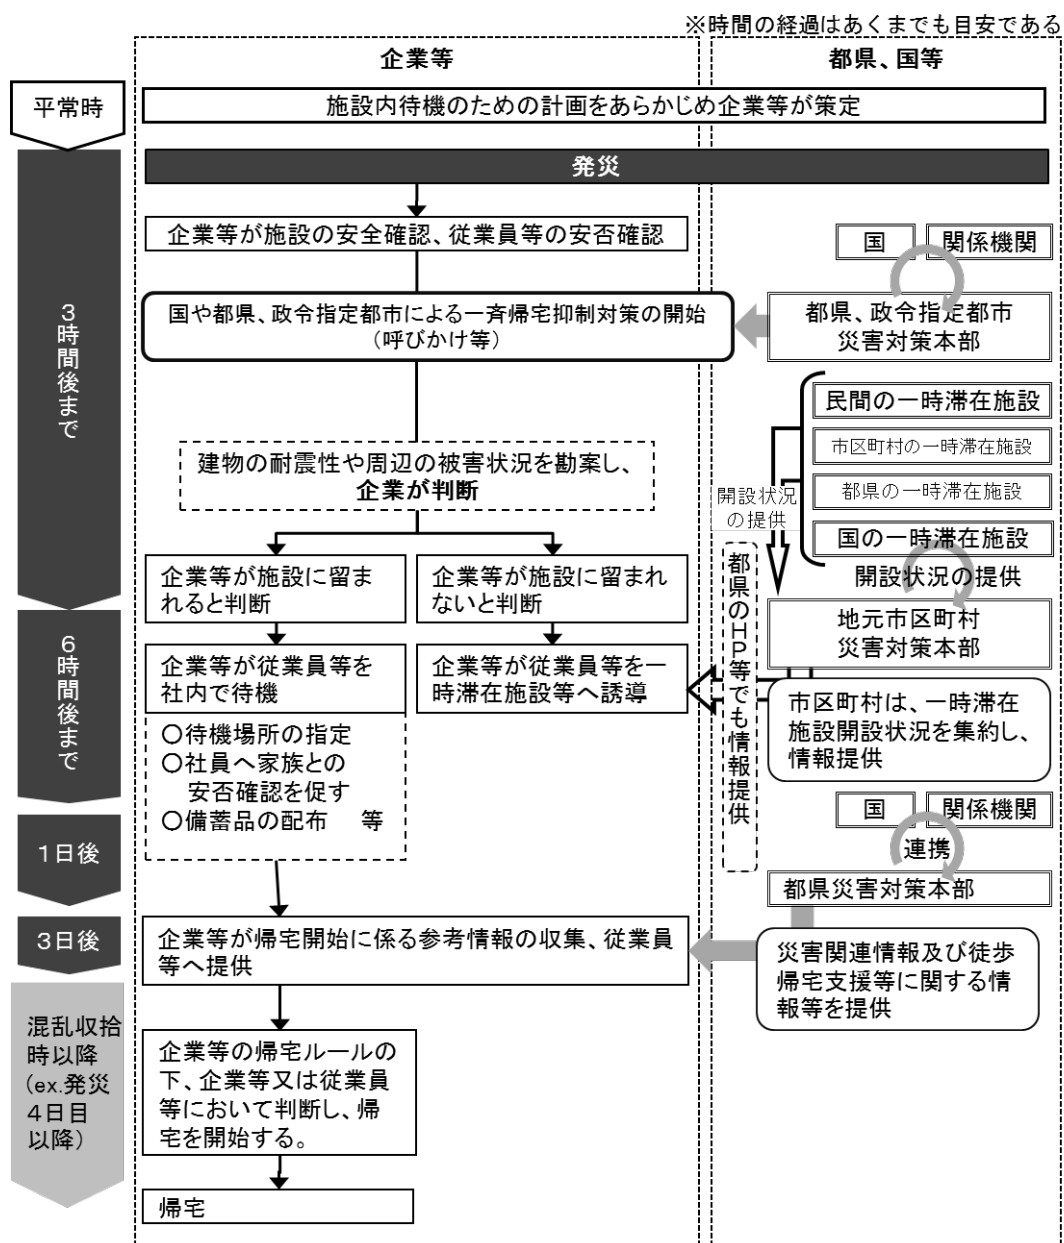 ※時間の経過はあくまでも目安である
企業等
都県、国等
平常時
施設内待機のための計画をあらかじめ企業等が策定
発災
3時間後まで
企業等が施設の安全確認、従業員等の安否確認
国
関係機関
国や都県、政令指定都市による一斉帰宅抑制対策の開始
（呼びかけ等）
都県、政令指定都市
災害対策本部
民間の一時滞在施設
市区町村の一時滞在施設
都県の一時滞在施設
国の一時滞在施設
建物の耐震性や周辺の被害状況を勘案し、
企業が判断
開設状況
の提供
開設状況の提供
企業等が施設に留ま
れると判断
企業等が施設に留まれ
ないと判断
都県のHP等でも情報提供
地元市区町村
災害対策本部
6時間後まで
企業等が従業員等を
社内で待機
企業等が従業員等を一
時滞在施設等へ誘導
市区町村は、一時滞在
施設開設状況を集約し、
情報提供
○待機場所の指定
○社員へ家族との
安否確認を促す
○備蓄品の配布　等
国
関係機関
連携
1日後
都県災害対策本部
3日後
企業等が帰宅開始に係る参考情報の収集、従業員
等へ提供
災害関連情報及び徒歩
帰宅支援等に関する情
報等を提供
混乱収拾
時以降
（ex.発災
4日目
以降）
企業等の帰宅ルールの
下、企業等又は従業員
等において判断し、帰
宅を開始する。
帰宅